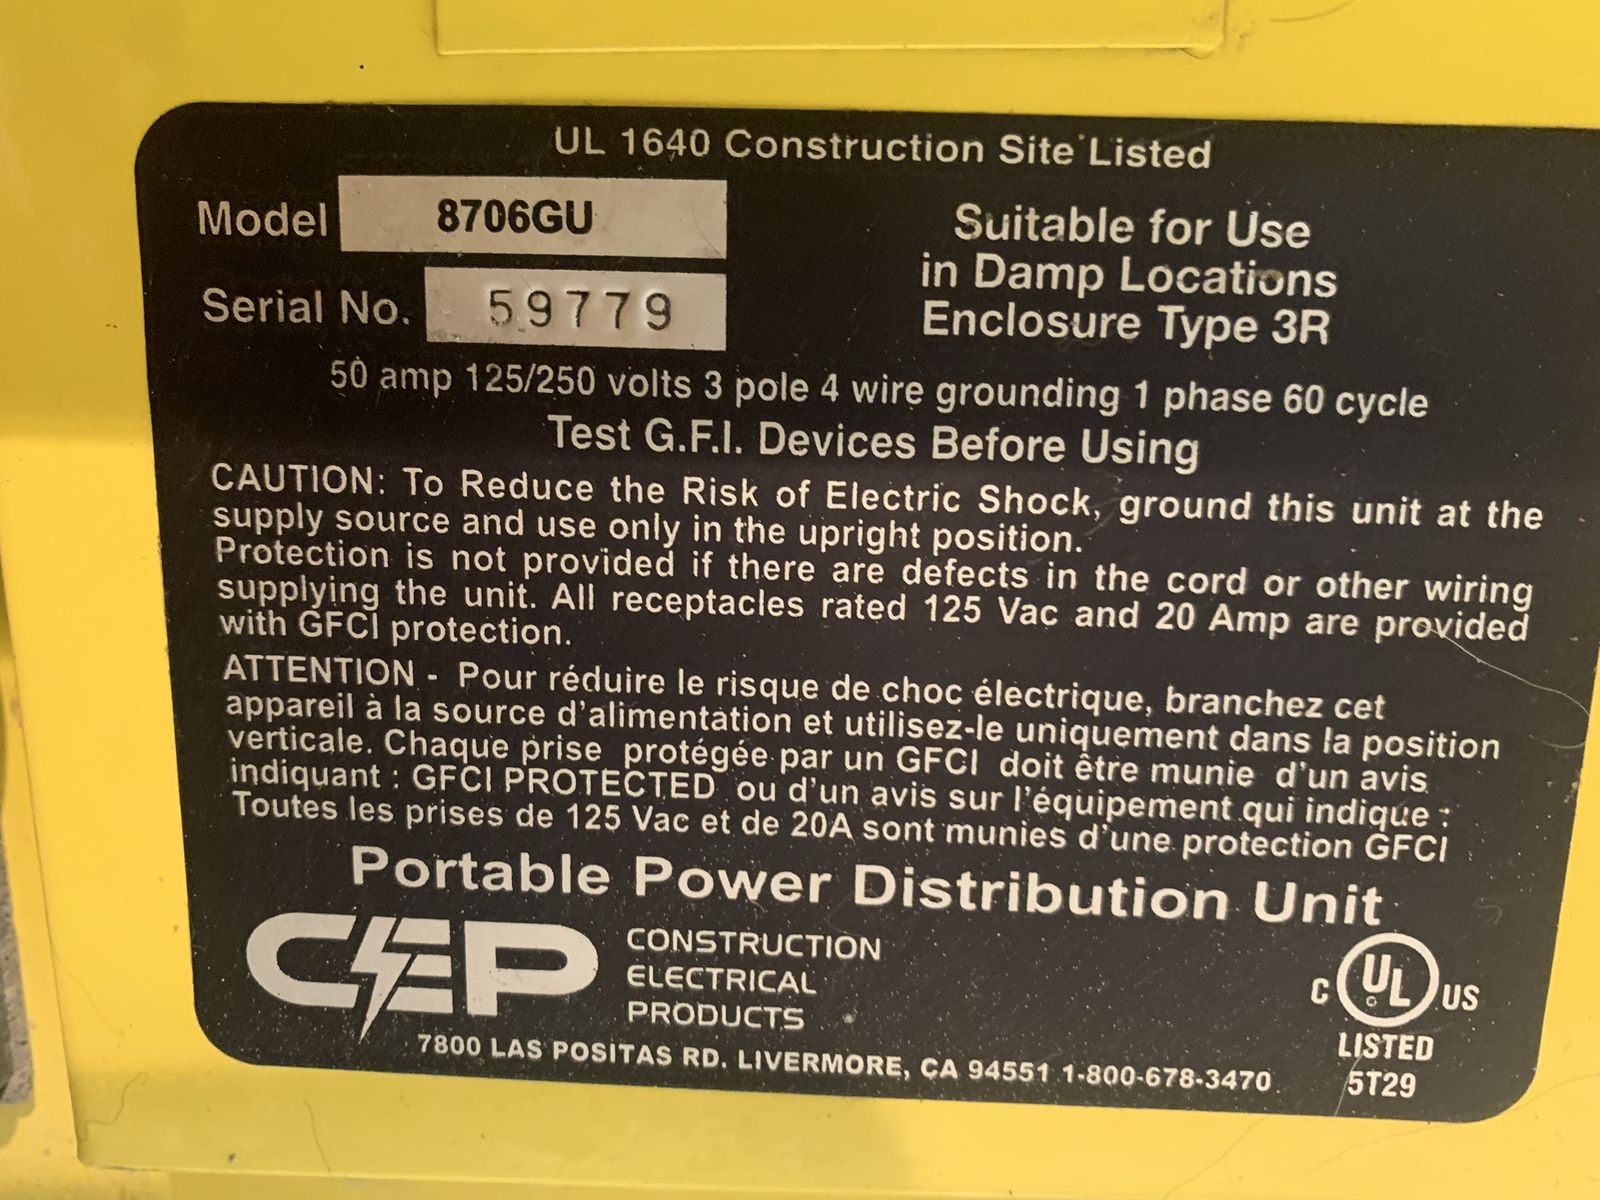 UL 1640 Construction Site Listed
Model 8706GU
Serial No. 59779
Suitable for Use
in Damp Locations
Enclosure Type 3R
50 amp 125/250 volts 3 pole 4 wire grounding 1 phase 60 cycle
Test G.F.I. Devices Before Using
CAUTION: To Reduce the Risk of Electric Shock, ground this unit at the
supply source and use only in the upright position.
Protection is not provided if there are defects in the cord or other wiring
supplying the unit. All receptacles rated 125 Vac and 20 Amp are provided
with GFCI protection.
ATTENTION - Pour réduire le risque de choc électrique, branchez cet
appareil à la source d'alimentation et utilisez-le uniquement dans la position
verticale. Chaque prise protégée par un GFCI doit être munie d'un avis
indiquant : GFCI PROTECTED ou d'un avis sur l'équipement qui indique :
Toutes les prises de 125 Vac et de 20A sont munies d'une protection GFCI
Portable Power Distribution Unit
CEP
CONSTRUCTION
ELECTRICAL
PRODUCTS
7800 LAS POSITAS RD. LIVERMORE, CA 94551 1-800-678-3470
C UL US
LISTED
5T29